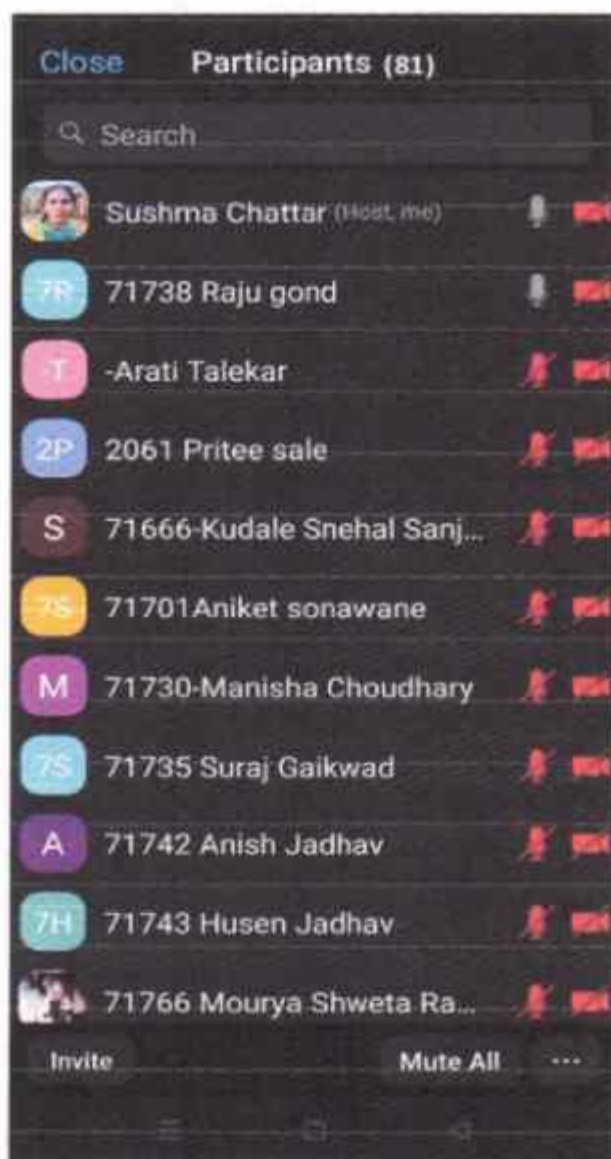 Close Participants (81)
Search
Sushma Chattar (Host, me)
7R 71738 Raju gond
-T -Arati Talekar
2P 2061 Pritee sale
S 71666-Kudale Snehal Sanj...
7S 71701Aniket sonawane
M 71730-Manisha Choudhary
7S 71735 Suraj Gaikwad
A 71742 Anish Jadhav
7H 71743 Husen Jadhav
71766 Mourya Shweta Ra...
Invite Mute All ...